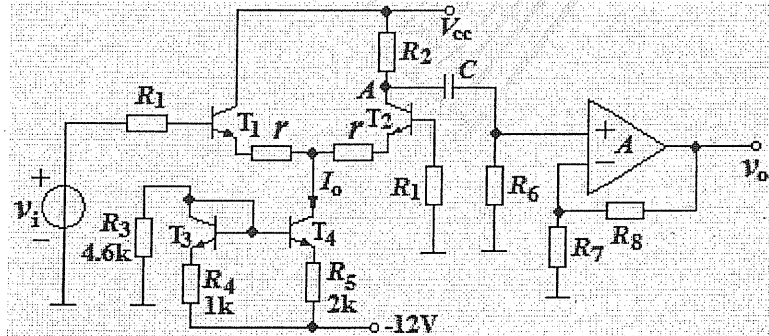 Vcc
R2
A
C
R1
T1
r
r
T2
+
A
−
vo
+
vi
−
Io
R1
R6
R3
4.6k
T3
T4
R7
R8
R4
1k
R5
2k
-12V